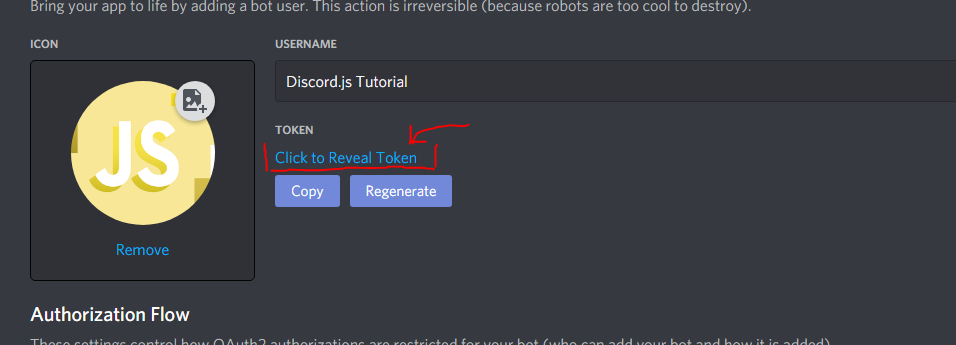 Bring your app to life by adding a bot user. This action is irreversible (because robots are too cool to destroy).
ICON
USERNAME
JS
Discord.js Tutorial
TOKEN
Click to Reveal Token
Copy
Regenerate
Remove
Authorization Flow
These settings control how OAuth2 authorizations are restricted for your bot (who can add your bot and how it is added).